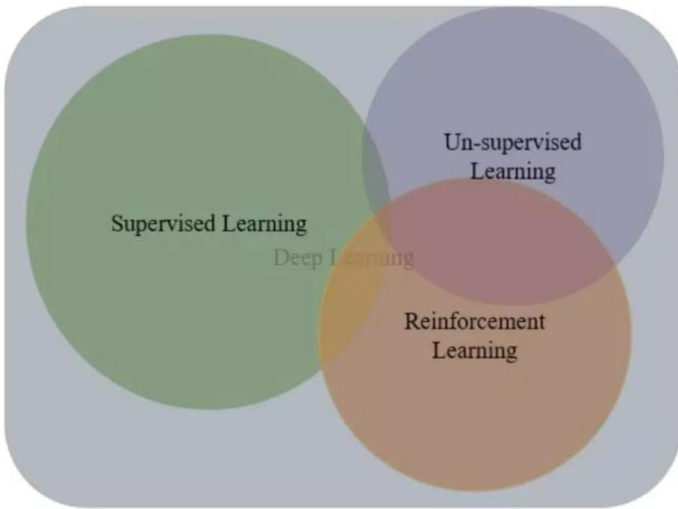 Un-supervised
Learning
Supervised Learning
Deep Learning
Reinforcement
Learning